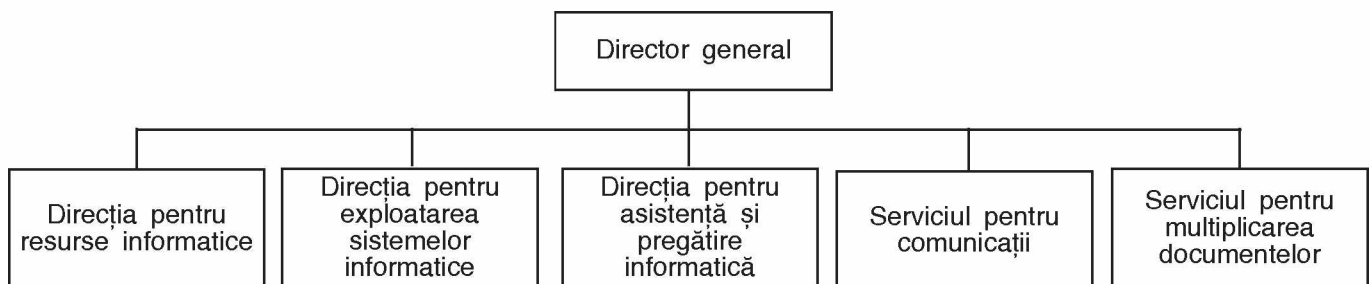 Director general
Direcția pentru
resurse informatice
Direcția pentru
exploatarea
sistemelor
informatice
Direcția pentru
asistență și
pregătire
informatică
Serviciul pentru
comunicații
Serviciul pentru
multiplicarea
documentelor